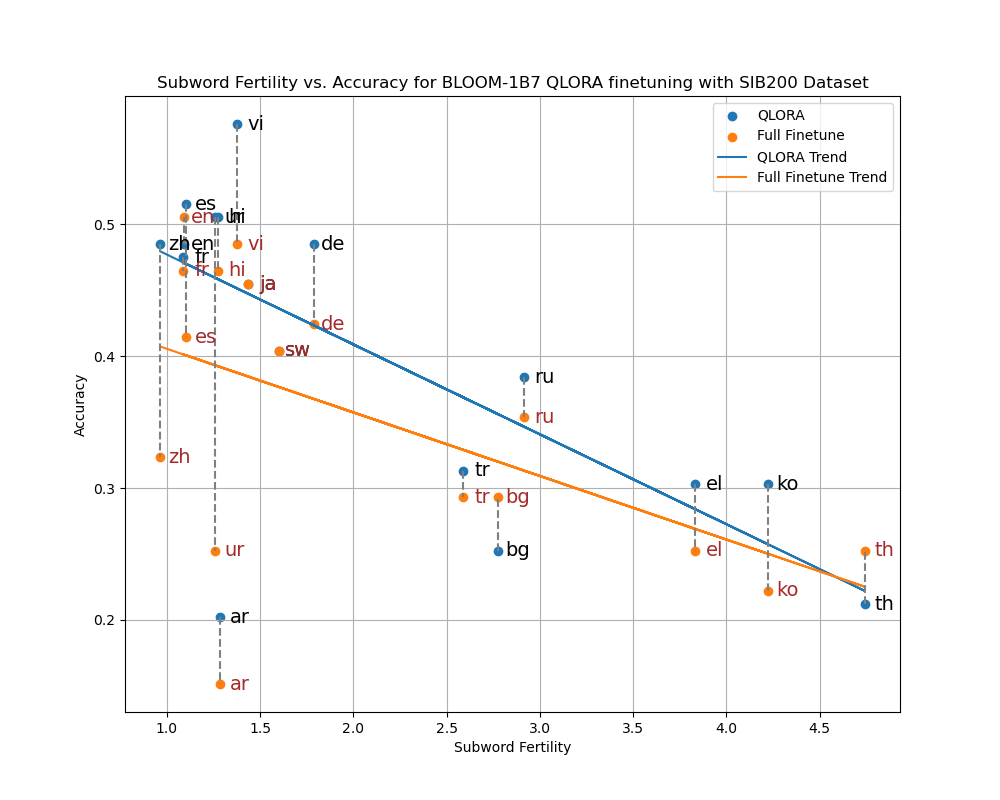 Subword Fertility vs. Accuracy for BLOOM-1B7 QLORA finetuning with SIB200 Dataset
QLORA
Full Finetune
QLORA Trend
Full Finetune Trend
vi
es
en
ur
hi
zh
en
vi
de
fr
fr
hi
ja
ja
es
de
sw
sw
ru
ru
zh
tr
tr
bg
el
ko
ur
bg
el
th
ko
th
ar
ar
0.5
0.4
0.3
0.2
Accuracy
1.0 1.5 2.0 2.5 3.0 3.5 4.0 4.5
Subword Fertility